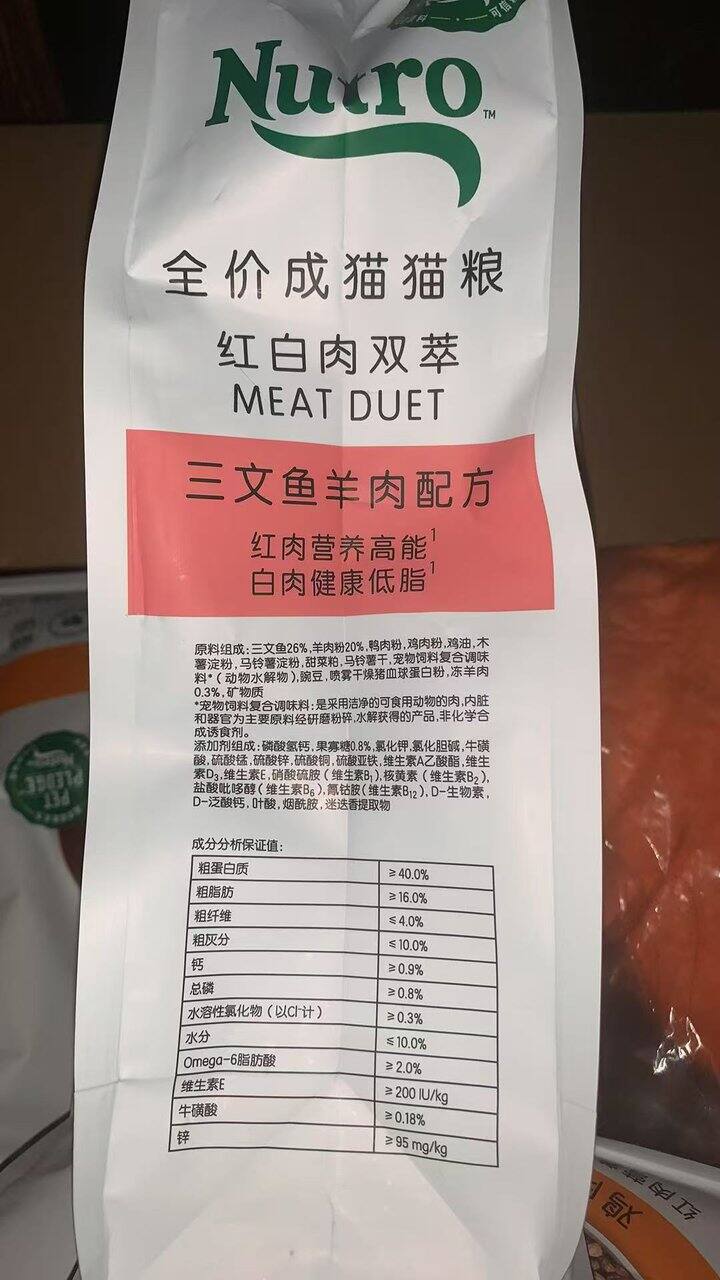 可信
Nutro™
全价成猫猫粮
红白肉双萃
MEAT DUET
三文鱼羊肉配方
红肉营养高能1
白肉健康低脂1
原料组成:三文鱼26%,羊肉粉20%,鸭肉粉,鸡肉粉,鸡油,木
薯淀粉,马铃薯淀粉,甜菜粕,马铃薯干,宠物饲料复合调味
料*(动物水解物),豌豆,喷雾干燥猪血球蛋白粉,冻羊肉
0.3%,矿物质
*宠物饲料复合调味料:是采用洁净的可食用动物的肉,内脏
和器官为主要原料经研磨粉碎,水解获得的产品,非化学合
成诱食剂。
添加剂组成:磷酸氢钙,果寡糖0.8%,氯化钾,氯化胆碱,牛磺
酸,硫酸锰,硫酸锌,硫酸铜,硫酸亚铁,维生素A乙酸酯,维生
素D3,维生素E,硝酸硫胺(维生素B1),核黄素(维生素B2),
盐酸吡哆醇(维生素B6),氰钴胺(维生素B12),D-生物素,
D-泛酸钙,叶酸,烟酰胺,迷迭香提取物
成分分析保证值:
粗蛋白质 ≥40.0%
粗脂肪 ≥16.0%
粗纤维 ≤4.0%
粗灰分 ≤10.0%
钙 ≥0.9%
总磷 ≥0.8%
水溶性氯化物(以Cl-计) ≥0.3%
水分 ≤10.0%
Omega-6脂肪酸 ≥2.0%
维生素E ≥200 IU/kg
牛磺酸 ≥0.18%
锌 ≥95 mg/kg
PET
PLEDGE
红肉
鸡